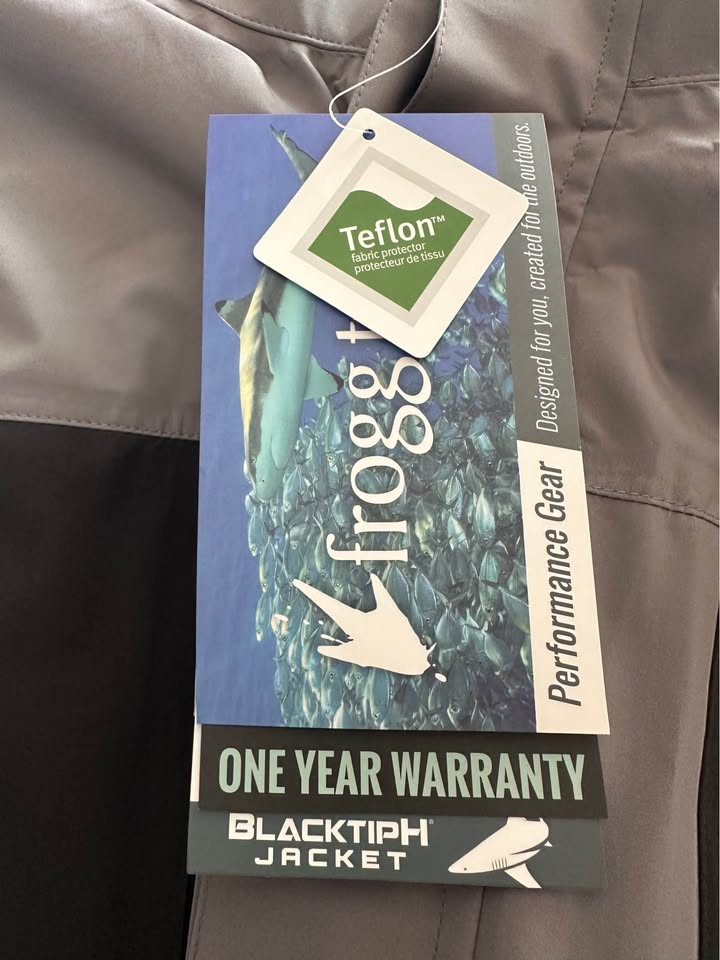 Teflon™
fabric protector
protecteur de tissu
frogg t
Designed for you, created for the outdoors.
Performance Gear
ONE YEAR WARRANTY
BLACKTIPH®
JACKET